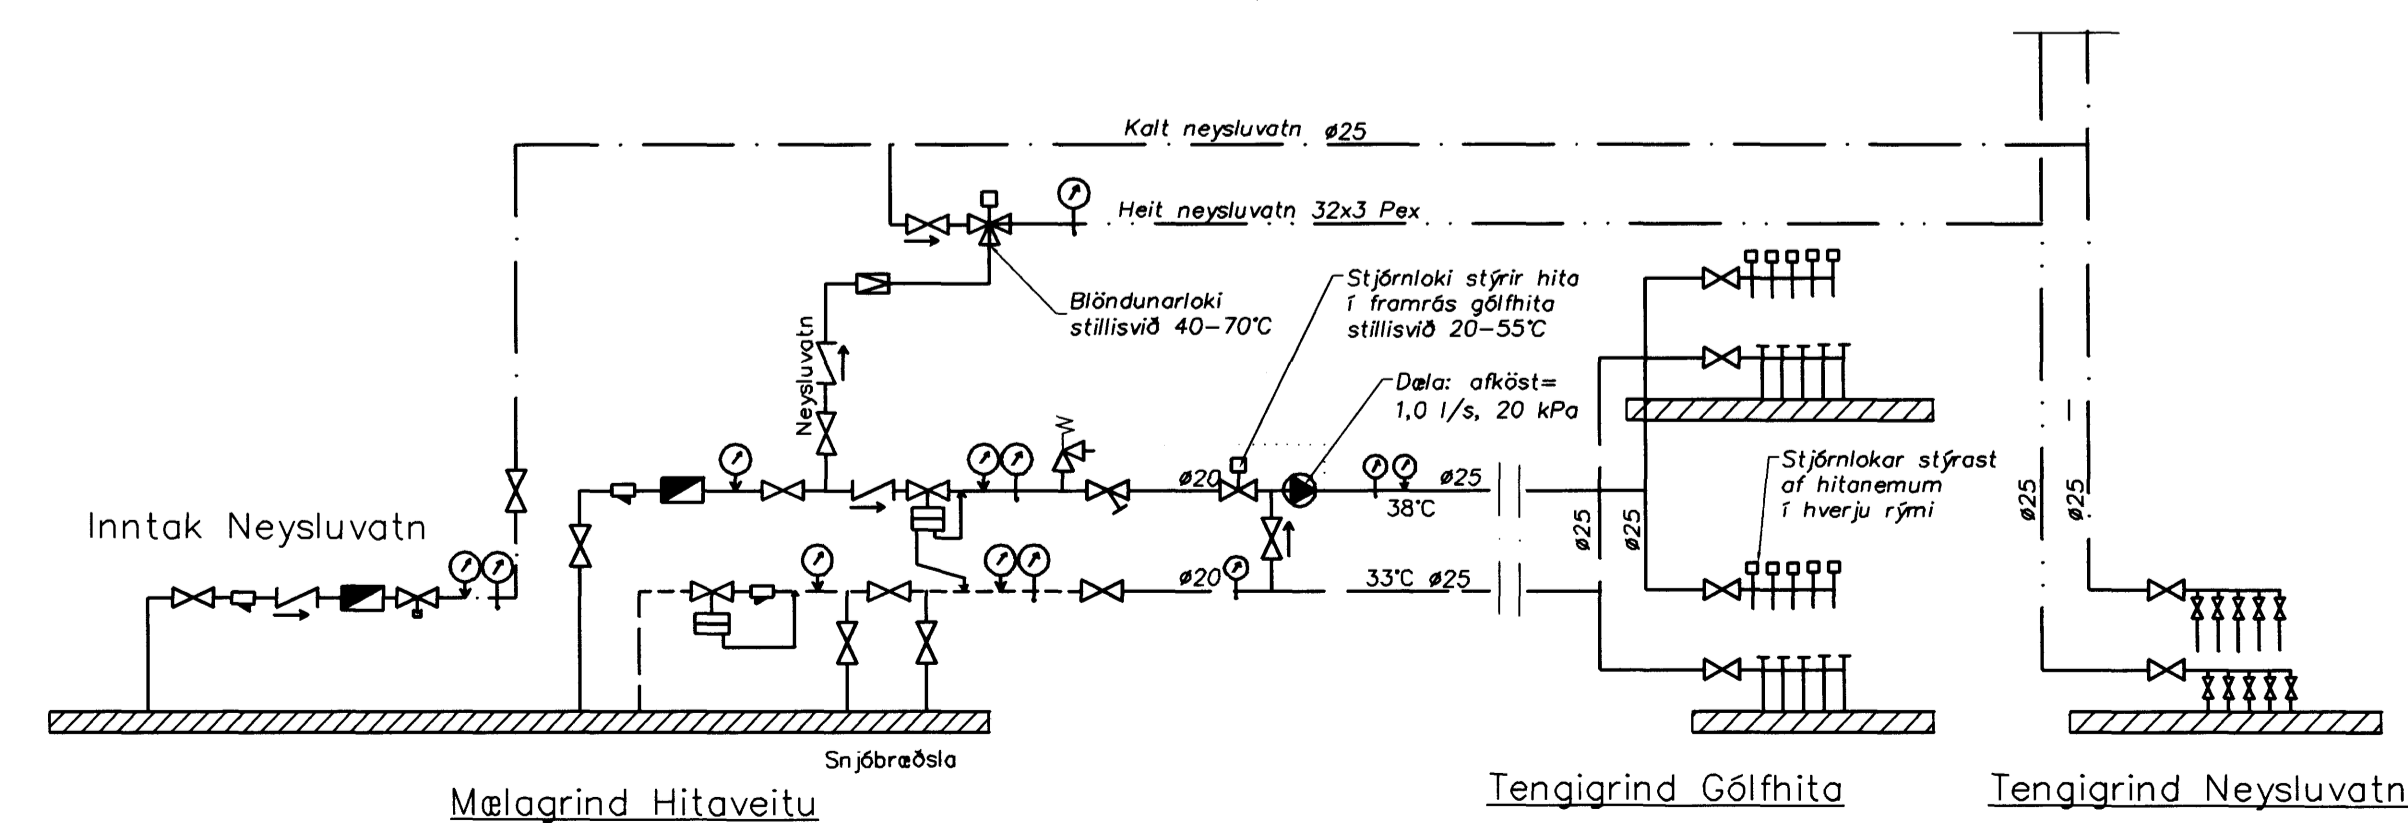 Kalt neysluvatn ø25
Heit neysluvatn 32x3 Pex
Blöndunarloki
stillisvið 40-70°C
Stjórnloki stýrir hita
í framrás gólfhita
stillisvið 20-55°C
Dæla: afköst=
1,0 l/s, 20 kPa
Neysluvatn
Stjórnlokar stýrast
af hitanemum
í hverju rými
Inntak Neysluvatn
ø20
ø25
38°C
ø20
33°C ø25
ø25
ø25
ø25
ø25
Snjóbræðsla
Mælagrind Hitaveitu
Tengigrind Gólfhita
Tengigrind Neysluvatn